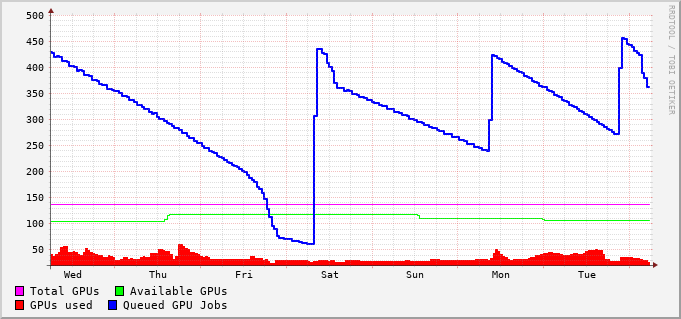 500
450
400
350
300
250
200
150
100
50
Wed Thu Fri Sat Sun Mon Tue
Total GPUs Available GPUs
GPUs used Queued GPU Jobs
RRDTOOL / TOBI OETIKER